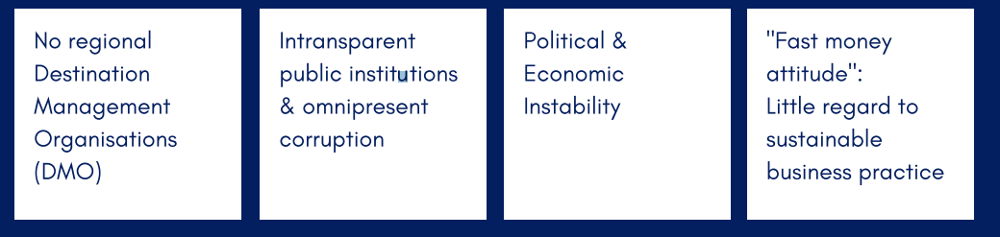 No regional
Destination
Management
Organisations
(DMO)
Intransparent
public institutions
& omnipresent
corruption
Political &
Economic
Instability
"Fast money
attitude":
Little regard to
sustainable
business practice